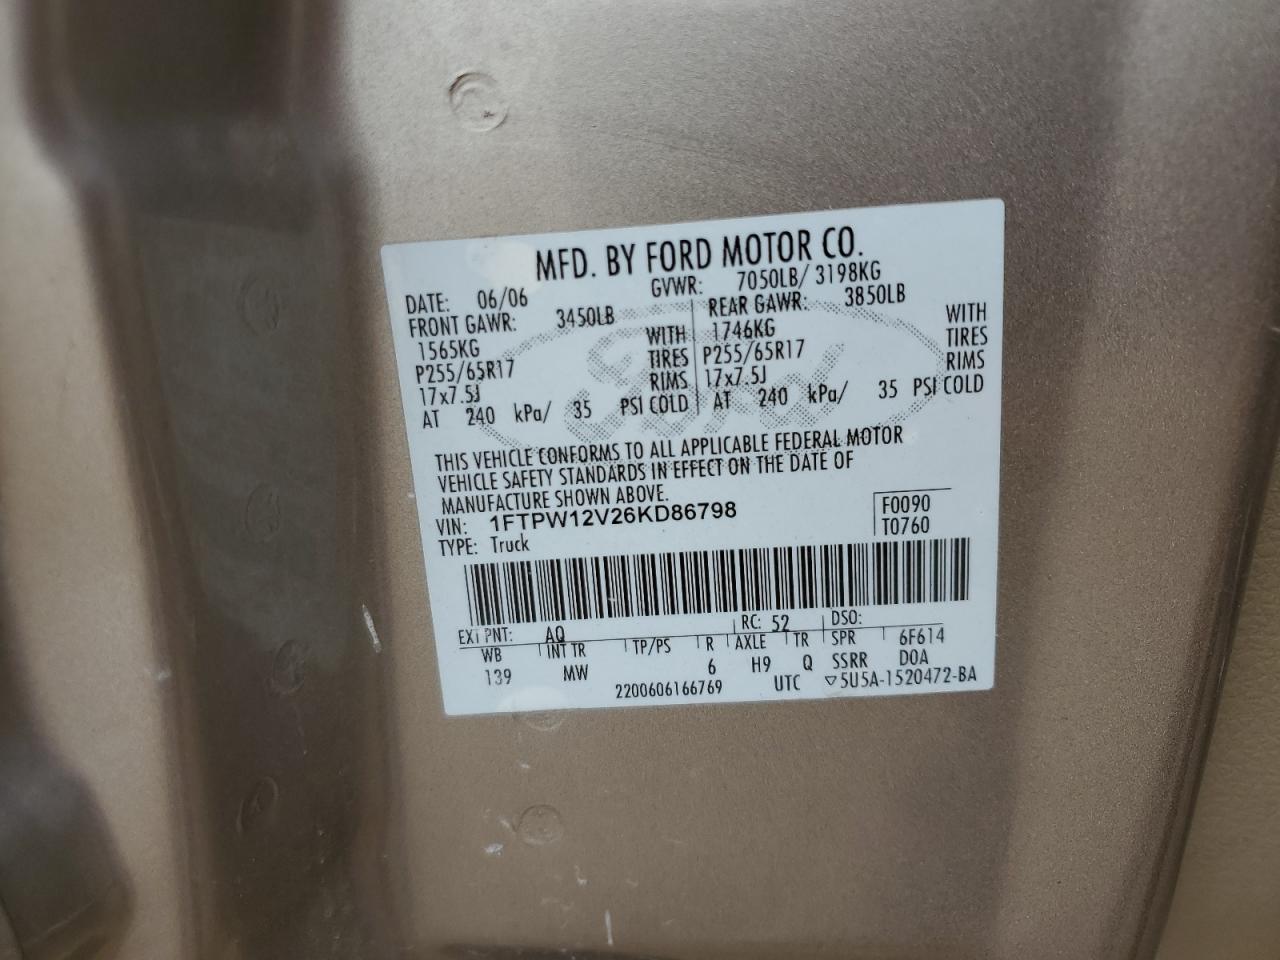 MFD. BY FORD MOTOR CO.
DATE: 06/06 GVWR: 7050LB/ 3198KG
FRONT GAWR: 3450LB REAR GAWR: 3850LB
1565KG WITH 1746KG WITH
P255/65R17 TIRES P255/65R17 TIRES
17x7.5J RIMS 17x7.5J RIMS
AT 240 kPa/ 35 PSI COLD AT 240 kPa/ 35 PSI COLD
Ford
THIS VEHICLE CONFORMS TO ALL APPLICABLE FEDERAL MOTOR
VEHICLE SAFETY STANDARDS IN EFFECT ON THE DATE OF
MANUFACTURE SHOWN ABOVE.
VIN: 1FTPW12V26KD86798 F0090
TYPE: Truck T0760
EXT PNT: AQ RC: 52 DSO:
WB INT TR TP/PS R AXLE TR SPR 6F614
139 MW 6 H9 Q SSRR D0A
2200606166769 UTC ▽5U5A-1520472-BA